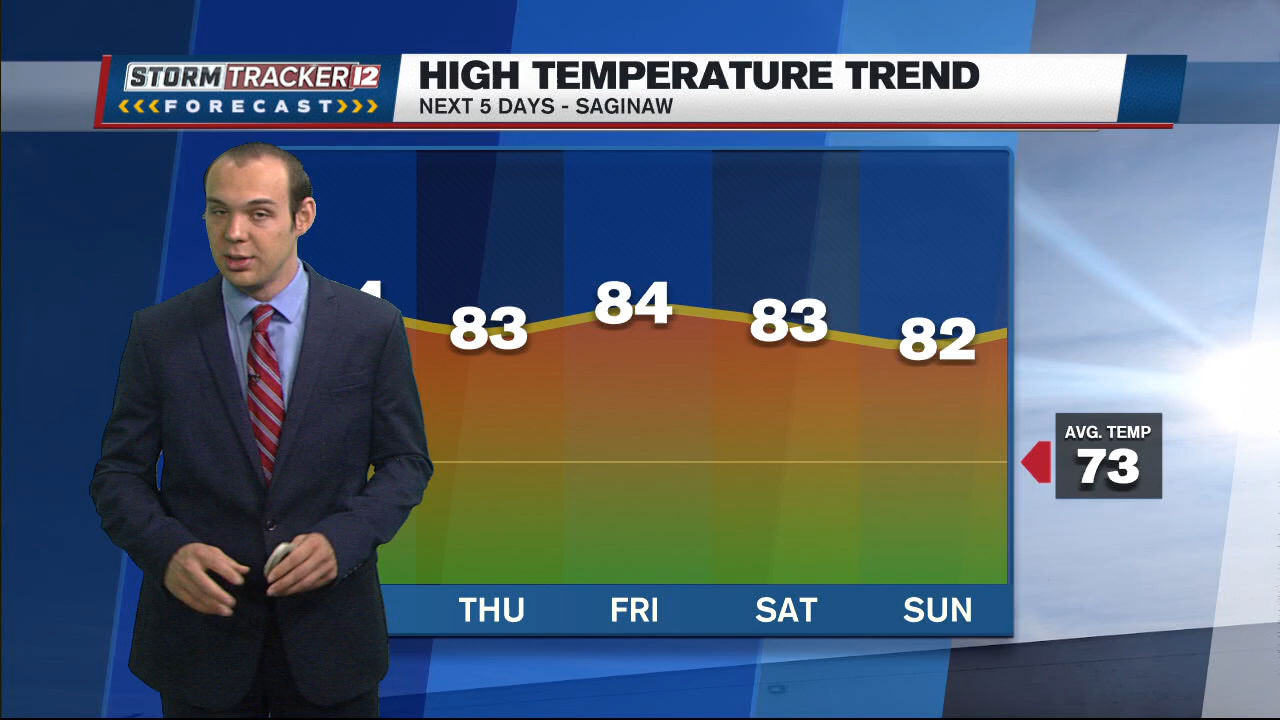 STORMTRACKER12
FORECAST
HIGH TEMPERATURE TREND
NEXT 5 DAYS - SAGINAW
83
84
83
82
AVG. TEMP
73
THU FRI SAT SUN